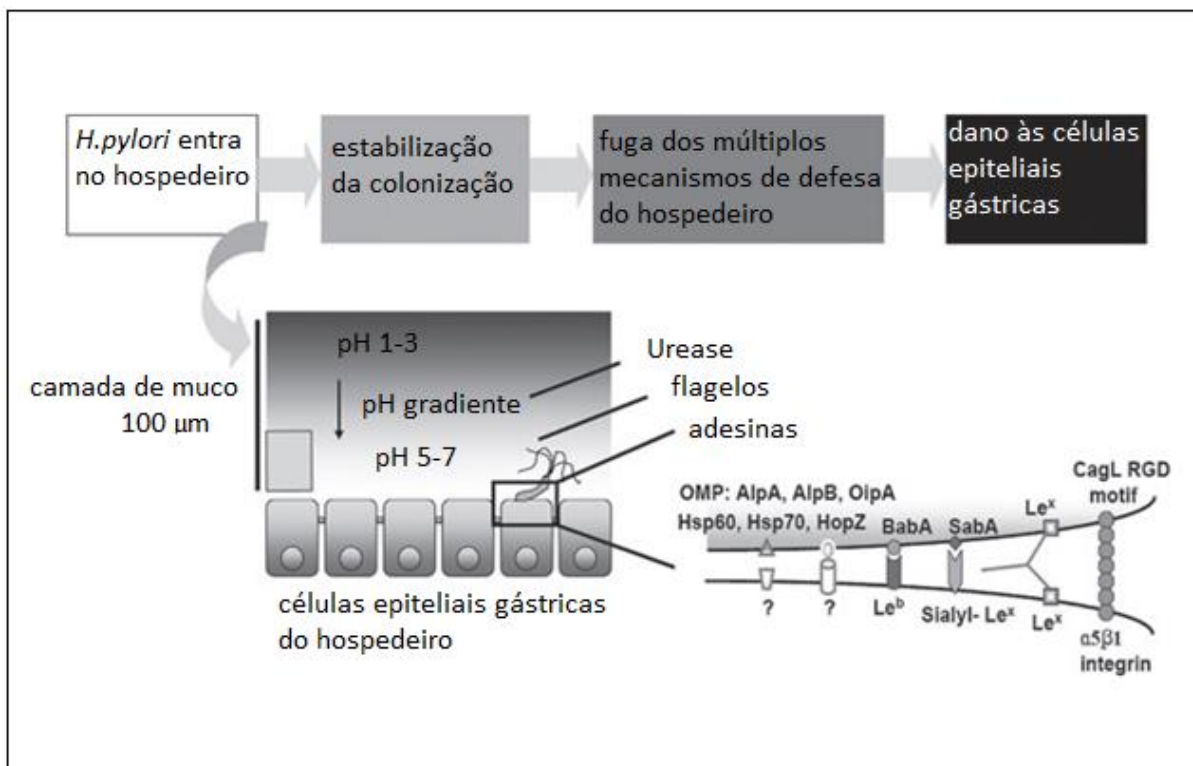 H.pylori entra
no hospedeiro
estabilização
da colonização
fuga dos múltiplos
mecanismos de defesa
do hospedeiro
dano às células
epiteliais
gástricas
pH 1-3
camada de muco
100 µm
pH gradiente
pH 5-7
Urease
flagelos
adesinas
células epiteliais gástricas
do hospedeiro
OMP: AlpA, AlpB, OipA
Hsp60, Hsp70, HopZ
BabA
SabA
Leˣ
CagL RGD
motif
?
?
Leᵇ
Sialyl- Leˣ
Leˣ
α5β1
integrin